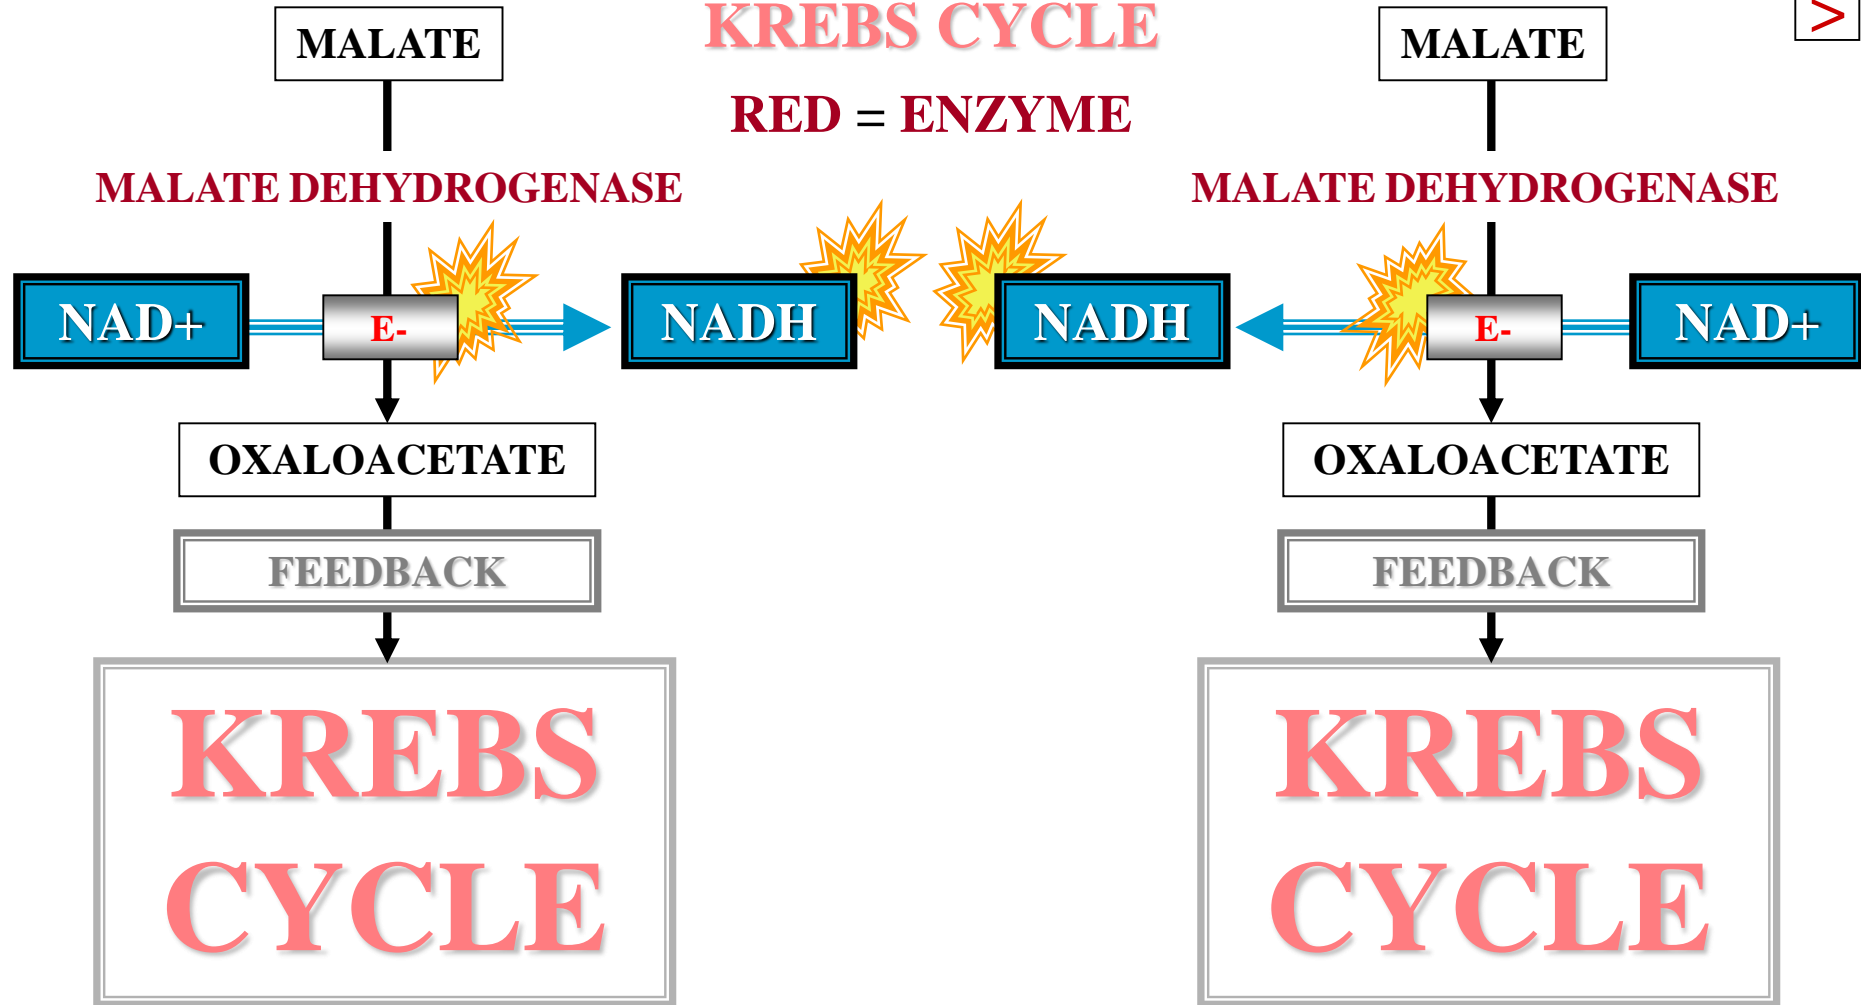 KREBS CYCLE
>
MALATE
MALATE
RED = ENZYME
MALATE DEHYDROGENASE
MALATE DEHYDROGENASE
NAD+
E-
NADH
NADH
E-
NAD+
OXALOACETATE
OXALOACETATE
FEEDBACK
FEEDBACK
KREBS
CYCLE
KREBS
CYCLE